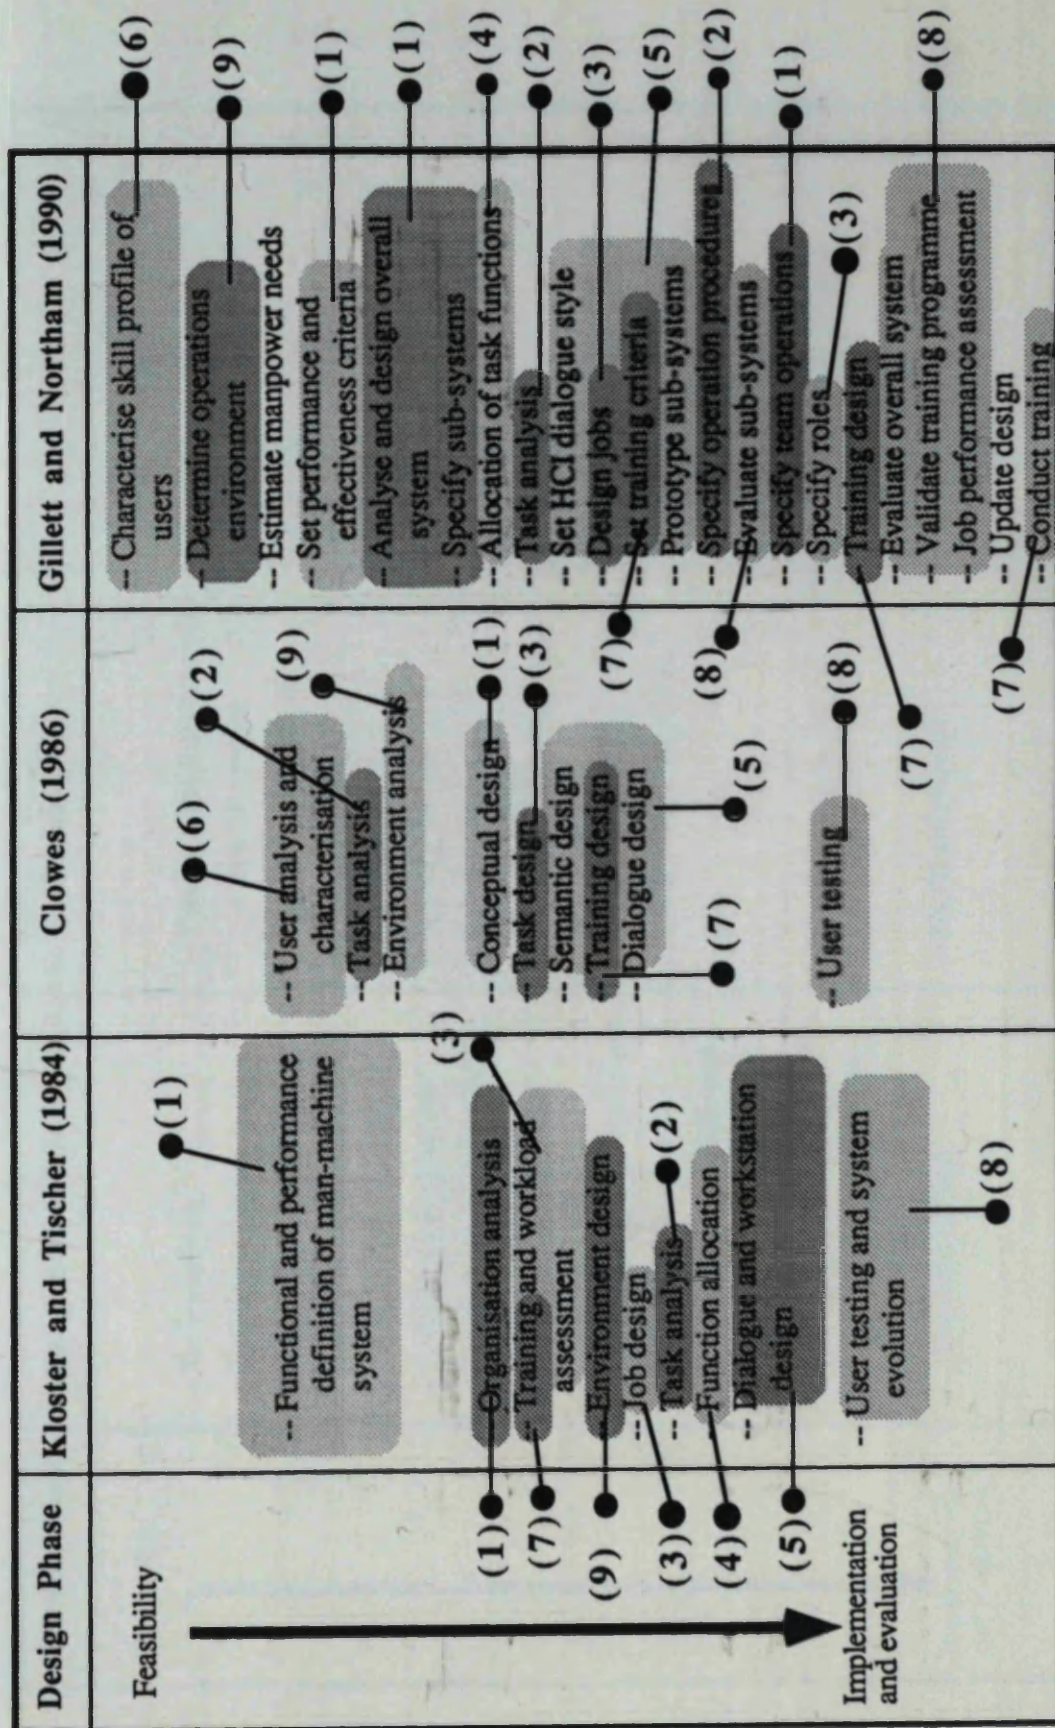 Design Phase
Kloster and Tischer (1984)
Clowes (1986)
Gillett and Northam (1990)
Feasibility
Implementation
and evaluation
(1)
-- Functional and performance
definition of man-machine
system
(3)
-- Organisation analysis
(1)
-- Training and workload
assessment
(7)
-- Environment design
(9)
-- Job design
(3)
-- Task analysis
(2)
-- Function allocation
(4)
-- Dialogue and workstation
design
(5)
-- User testing and system
evolution
(8)
(6)
(2)
(9)
-- User analysis and
characterisation
-- Task analysis
-- Environment analysis
-- Conceptual design
(1)
-- Task design
(3)
-- Semantic design
-- Training design
-- Dialogue design
(7)
(5)
-- User testing
(8)
-- Characterise skill profile of
users
(6)
-- Determine operations
environment
(9)
-- Estimate manpower needs
-- Set performance and
effectiveness criteria
(1)
-- Analyse and design overall
system
(1)
-- Specify sub-systems
-- Allocation of task functions
(4)
-- Task analysis
(2)
-- Set HCI dialogue style
-- Design jobs
(3)
-- Set training criteria
(7)
-- Prototype sub-systems
(5)
-- Specify operation procedures
(2)
-- Evaluate sub-systems
(8)
-- Specify team operations
(1)
-- Specify roles
(3)
-- Training design
(7)
-- Evaluate overall system
-- Validate training programme
(8)
-- Job performance assessment
-- Update design
-- Conduct training
(7)